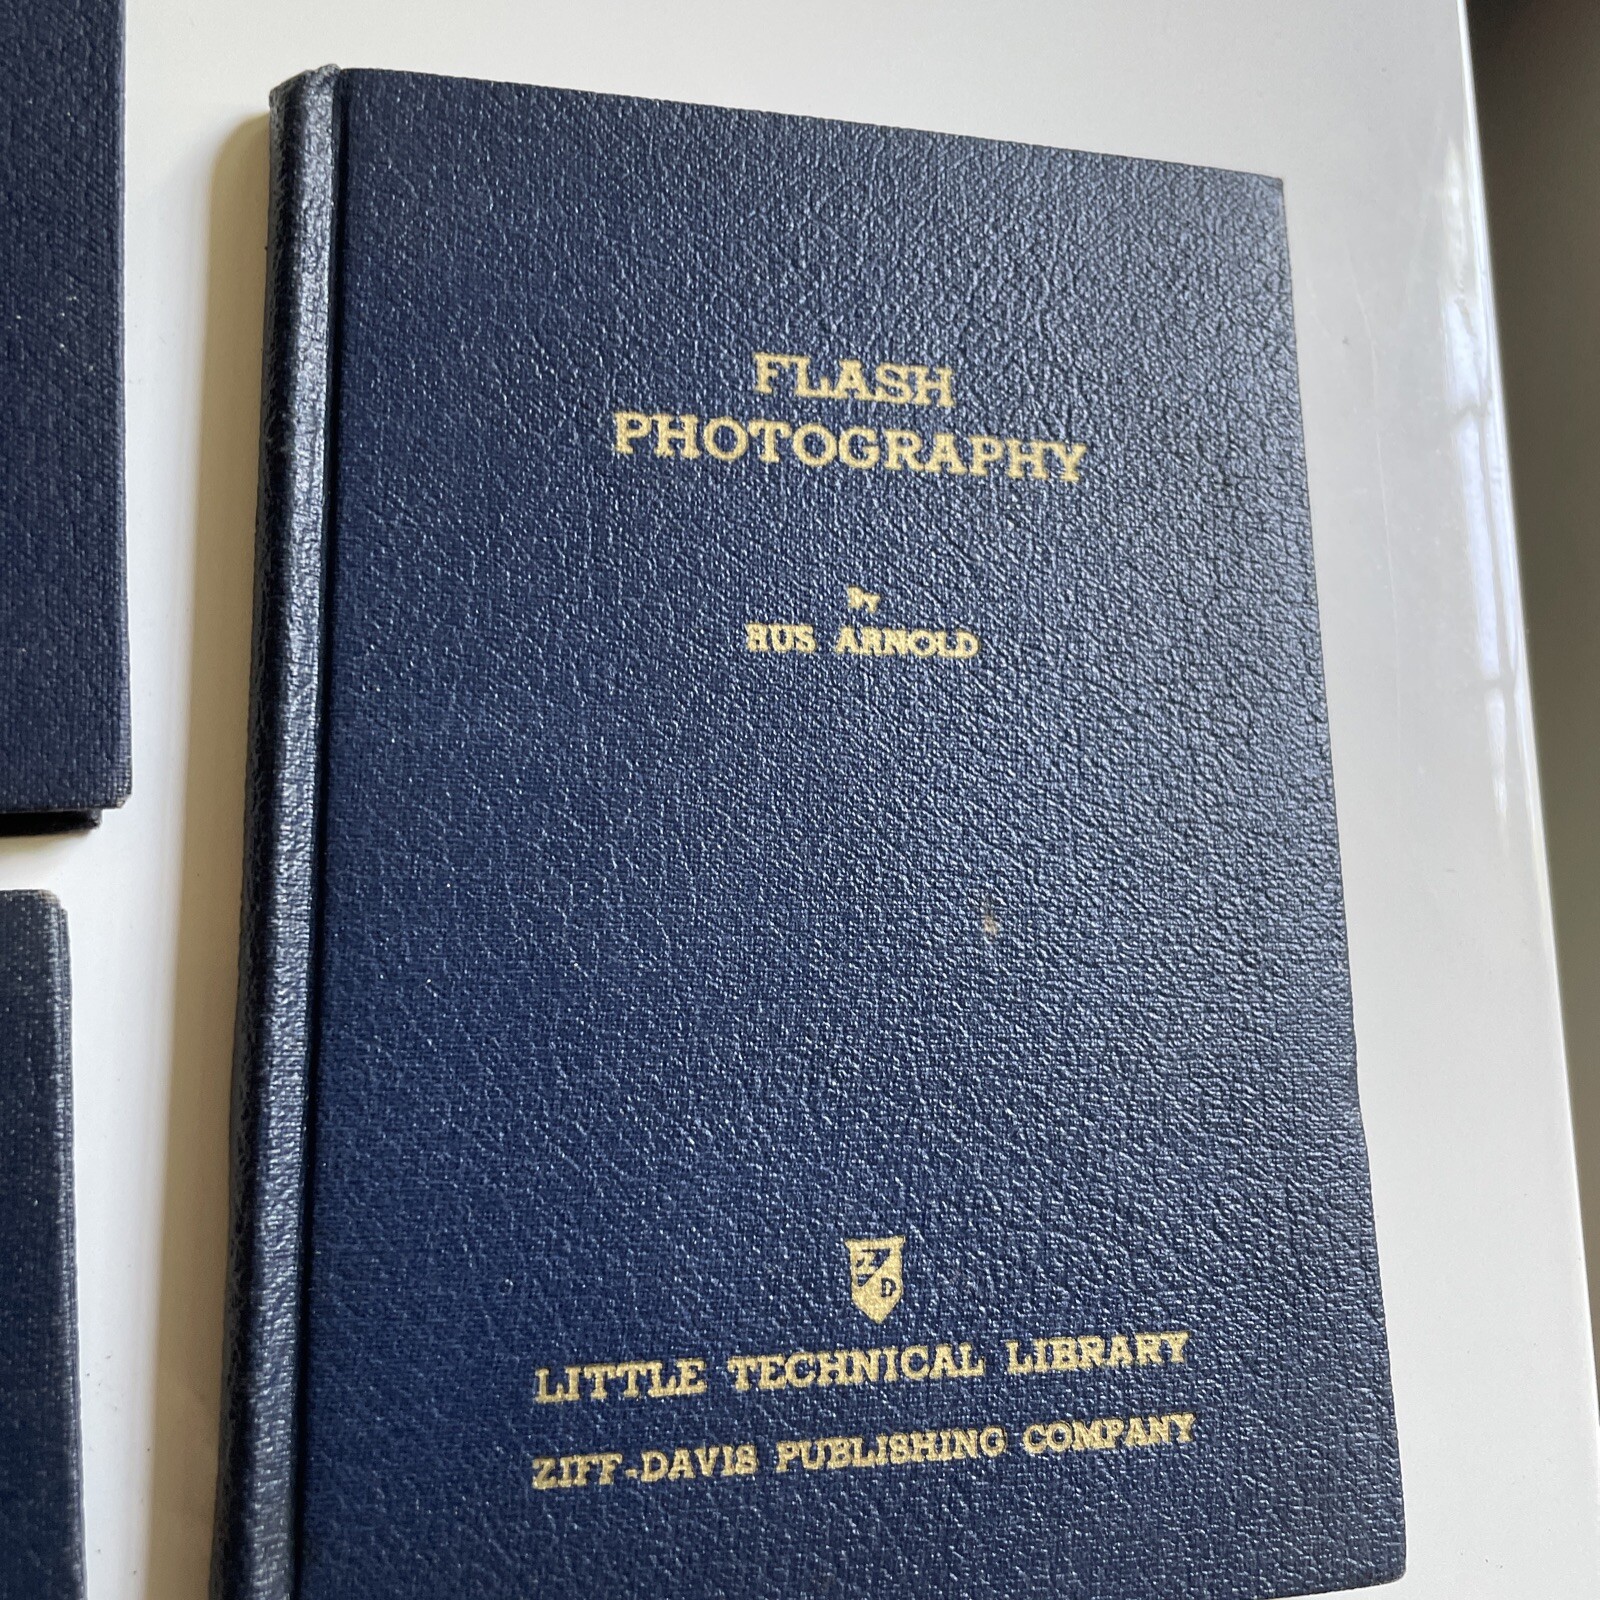 FLASH
PHOTOGRAPHY
By
RUS ARNOLD
Z
D
LITTLE TECHNICAL LIBRARY
ZIFF-DAVIS PUBLISHING COMPANY